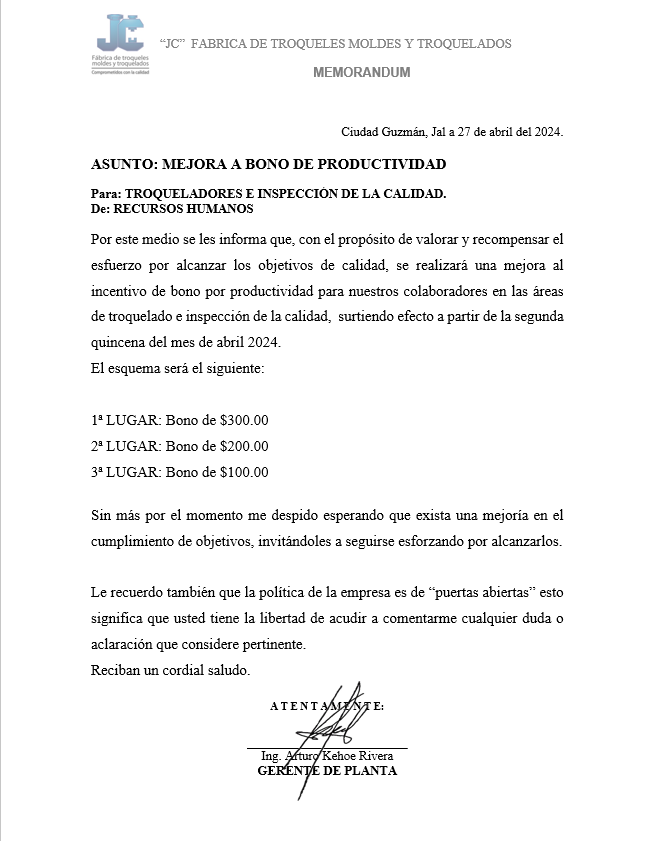 JC
Fábrica de troqueles
moldes y troquelados
Comprometidos con la calidad
“JC” FABRICA DE TROQUELES MOLDES Y TROQUELADOS
MEMORANDUM
Ciudad Guzmán, Jal a 27 de abril del 2024.
ASUNTO: MEJORA A BONO DE PRODUCTIVIDAD
Para: TROQUELADORES E INSPECCIÓN DE LA CALIDAD.
De: RECURSOS HUMANOS
Por este medio se les informa que, con el propósito de valorar y recompensar el
esfuerzo por alcanzar los objetivos de calidad, se realizará una mejora al
incentivo de bono por productividad para nuestros colaboradores en las áreas
de troquelado e inspección de la calidad, surtiendo efecto a partir de la segunda
quincena del mes de abril 2024.
El esquema será el siguiente:
1ª LUGAR: Bono de $300.00
2ª LUGAR: Bono de $200.00
3ª LUGAR: Bono de $100.00
Sin más por el momento me despido esperando que exista una mejoría en el
cumplimiento de objetivos, invitándoles a seguirse esforzando por alcanzarlos.
Le recuerdo también que la política de la empresa es de “puertas abiertas” esto
significa que usted tiene la libertad de acudir a comentarme cualquier duda o
aclaración que considere pertinente.
Reciban un cordial saludo.
A T E N T A M E N T E:
Ing. Arturo Kehoe Rivera
GERENTE DE PLANTA